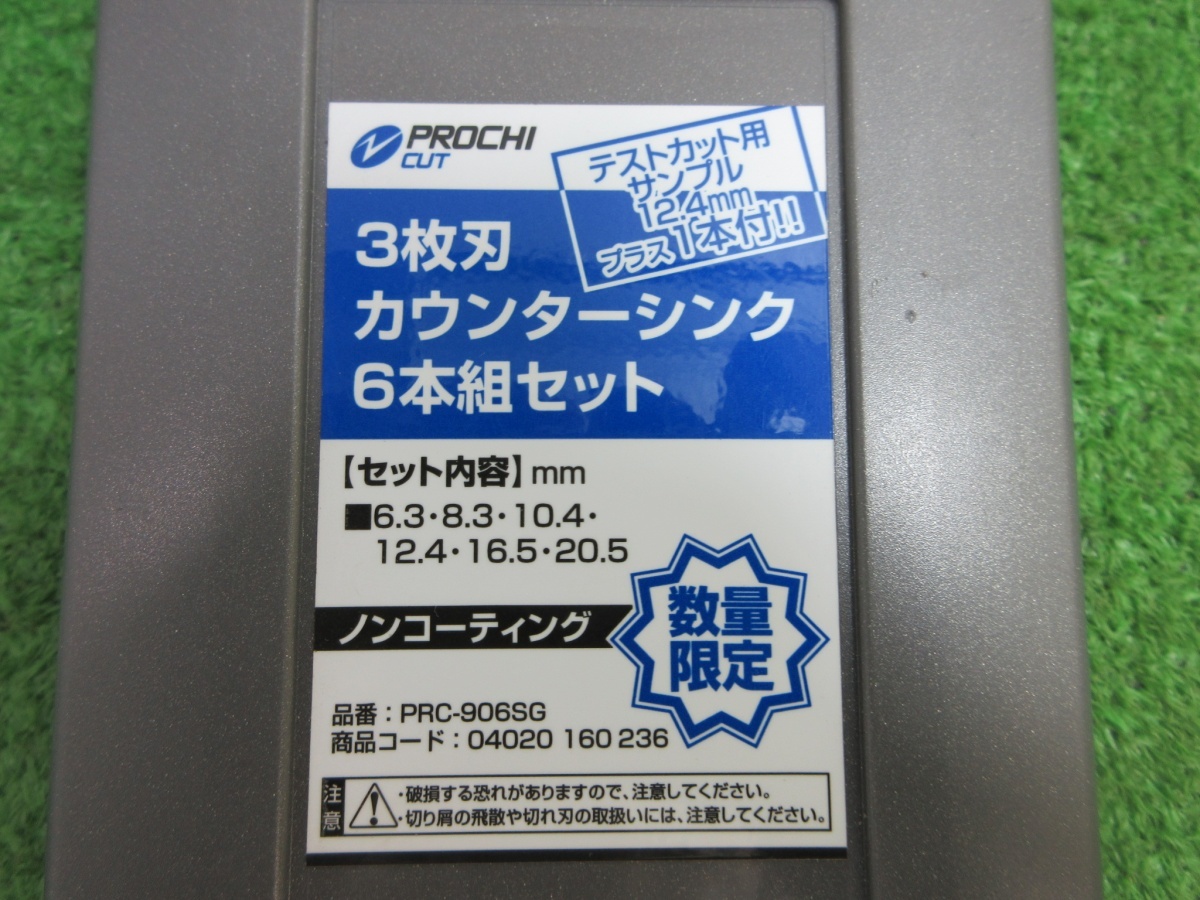 PROCHI
CUT
テストカット用
サンプル
12.4mm
プラス1本付!!
3枚刃
カウンターシンク
6本組セット
【セット内容】mm
■6.3・8.3・10.4・
12.4・16.5・20.5
ノンコーティング
数量
限定
品番：PRC-906SG
商品コード：04020 160 236
注意
・破損する恐れがありますので、注意してください。
・切り屑の飛散や切れ刃の取扱いには、注意してください。